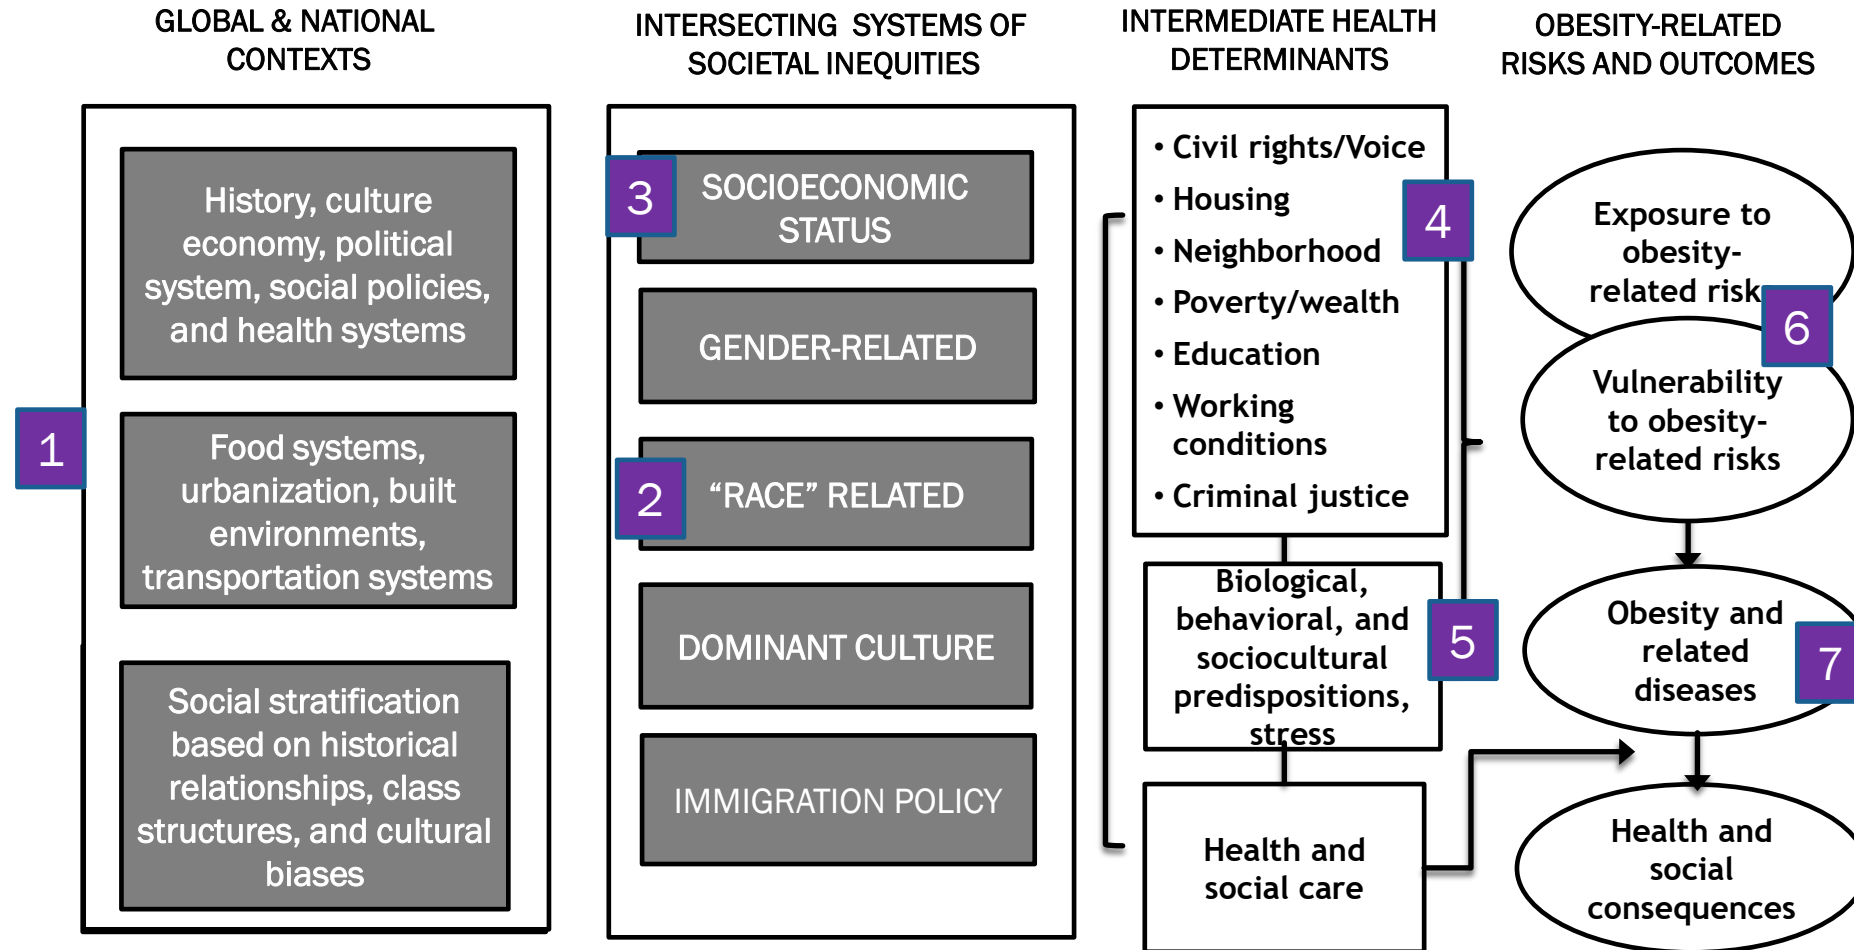 GLOBAL & NATIONAL
CONTEXTS
History, culture
economy, political
system, social policies,
and health systems
1
Food systems,
urbanization, built
environments,
transportation systems
Social stratification
based on historical
relationships, class
structures, and cultural
biases
INTERSECTING SYSTEMS OF
SOCIETAL INEQUITIES
3
SOCIOECONOMIC
STATUS
GENDER-RELATED
2
“RACE” RELATED
DOMINANT CULTURE
IMMIGRATION POLICY
INTERMEDIATE HEALTH
DETERMINANTS
• Civil rights/Voice
• Housing
• Neighborhood
• Poverty/wealth
• Education
• Working
conditions
• Criminal justice
4
Biological,
behavioral, and
sociocultural
predispositions,
stress
5
Health and
social care
OBESITY-RELATED
RISKS AND OUTCOMES
Exposure to
obesity-
related risk
6
Vulnerability
to obesity-
related risks
Obesity and
related
diseases
7
Health and
social
consequences